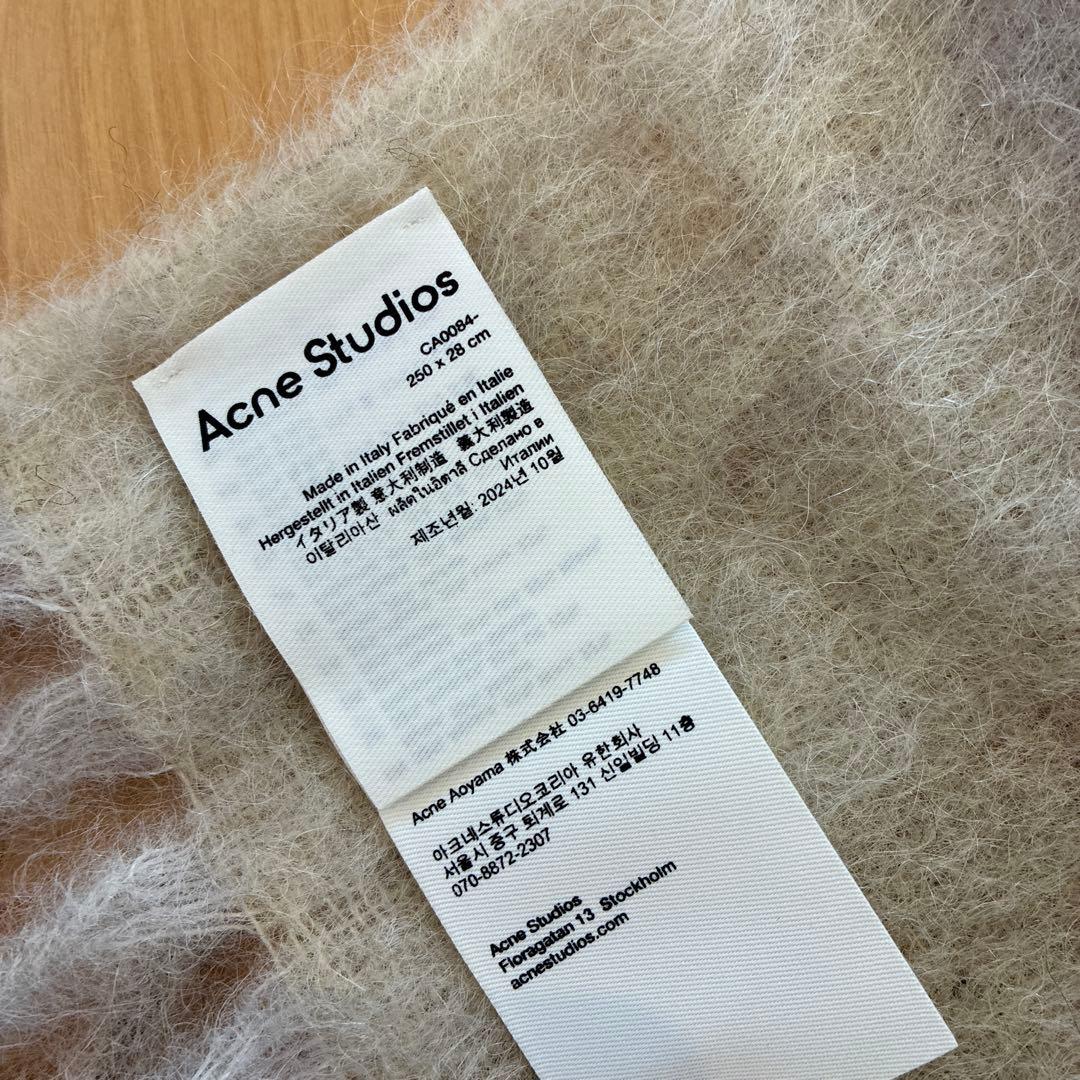 Acne Studios
CA0084-
250 x 28 cm
Made in Italy Fabriqué en Italie
Hergestellt in Italien Fremstillet i Italien
イタリア製 意大利制造 義大利製造
이탈리아산 ผลิตในอิตาลี Сделано в
Италии
제조년월: 2024년 10월
Acne Aoyama 株式会社 03-6419-7748
아크네스튜디오코리아 유한회사
서울시 중구 퇴계로 131 신일빌딩 11층
070-8872-2307
Acne Studios
Floragatan 13 Stockholm
acnestudios.com